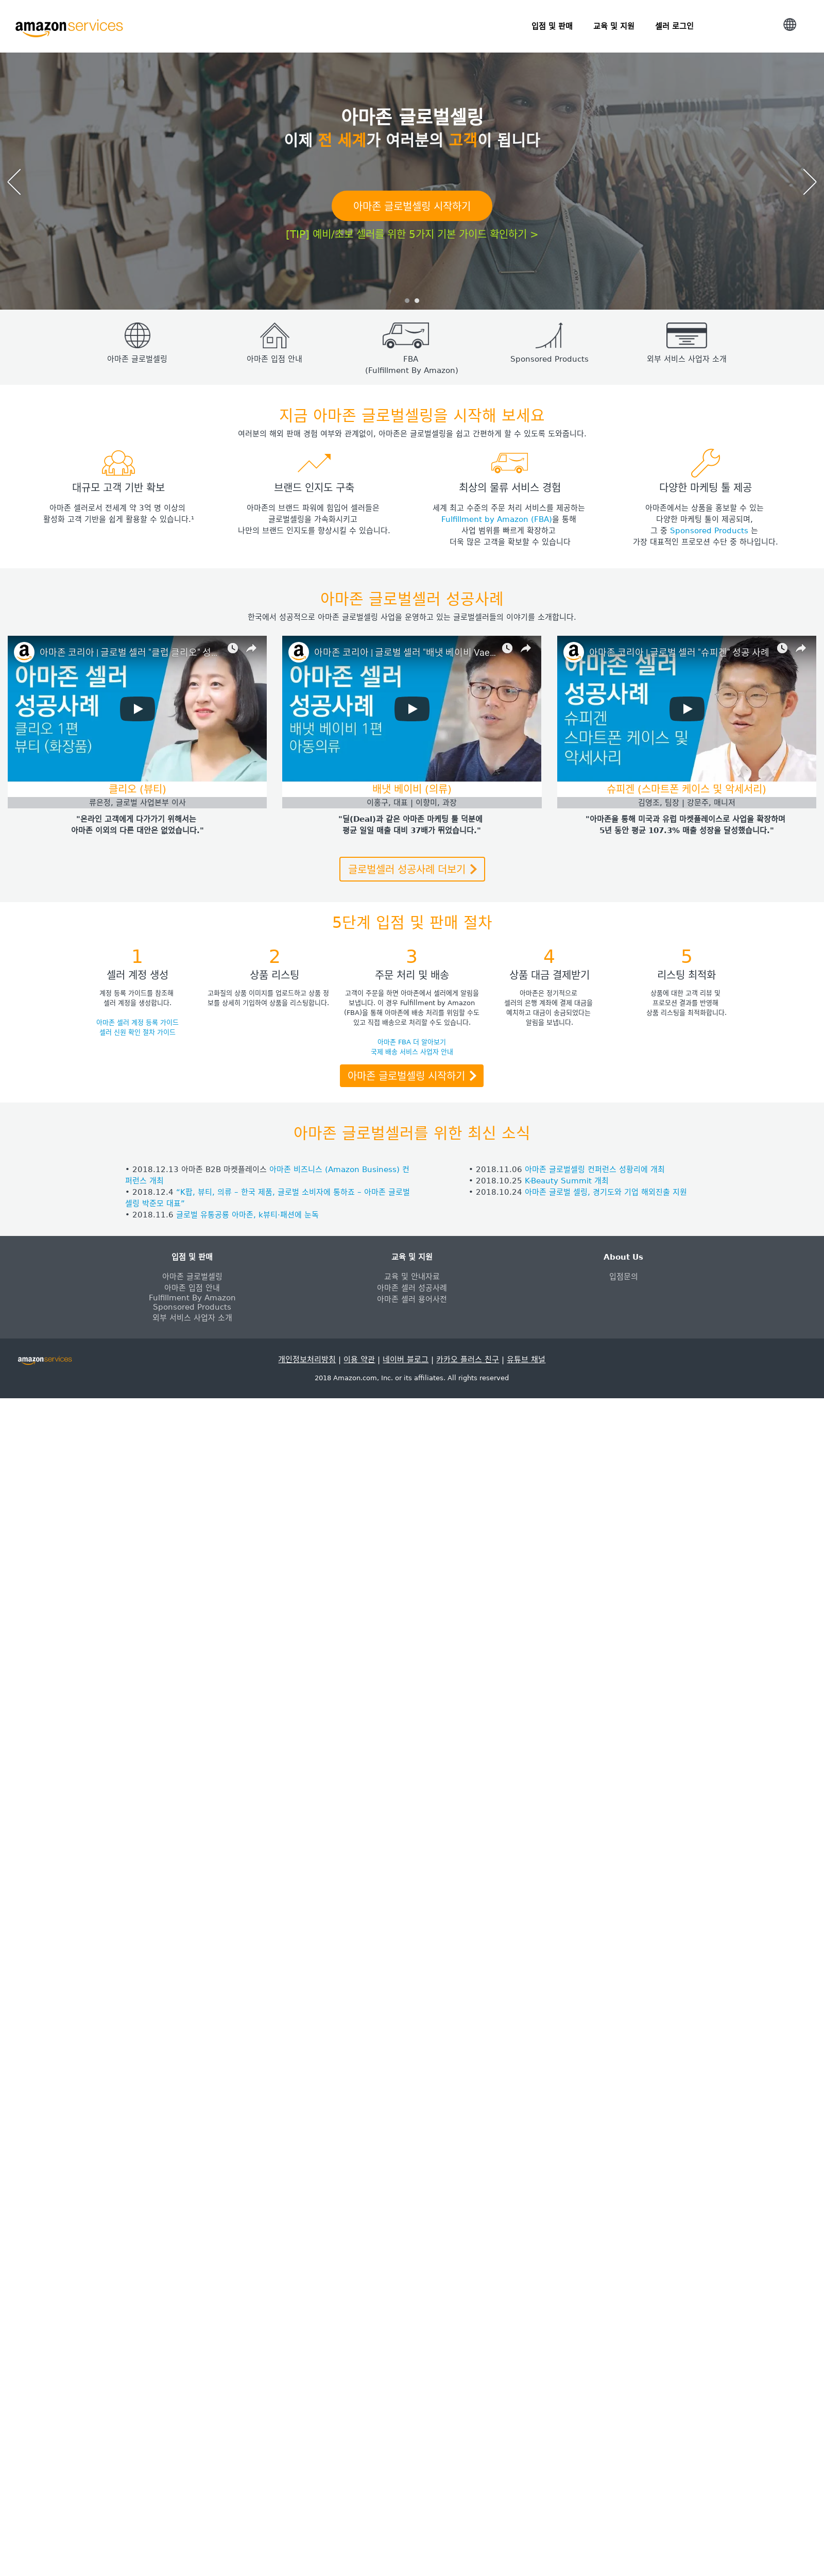 amazonservices
입점 및 판매
교육 및 지원
셀러 로그인
아마존 글로벌셀링
이제 전 세계가 여러분의 고객이 됩니다
아마존 글로벌셀링 시작하기
[TIP] 예비/초보 셀러를 위한 5가지 기본 가이드 확인하기 >
아마존 글로벌셀링
아마존 입점 안내
FBA
(Fulfillment By Amazon)
Sponsored Products
외부 서비스 사업자 소개
지금 아마존 글로벌셀링을 시작해 보세요
여러분의 해외 판매 경험 여부와 관계없이, 아마존은 글로벌셀링을 쉽고 간편하게 할 수 있도록 도와줍니다.
대규모 고객 기반 확보
아마존 셀러로서 전세계 약 3억 명 이상의
활성화 고객 기반을 쉽게 활용할 수 있습니다.¹
브랜드 인지도 구축
아마존의 브랜드 파워에 힘입어 셀러들은
글로벌셀링을 가속화시키고
나만의 브랜드 인지도를 향상시킬 수 있습니다.
최상의 물류 서비스 경험
세계 최고 수준의 주문 처리 서비스를 제공하는
Fulfillment by Amazon (FBA)을 통해
사업 범위를 빠르게 확장하고
더욱 많은 고객을 확보할 수 있습니다
다양한 마케팅 툴 제공
아마존에서는 상품을 홍보할 수 있는
다양한 마케팅 툴이 제공되며,
그 중 Sponsored Products 는
가장 대표적인 프로모션 수단 중 하나입니다.
아마존 글로벌셀러 성공사례
한국에서 성공적으로 아마존 글로벌셀링 사업을 운영하고 있는 글로벌셀러들의 이야기를 소개합니다.
아마존 코리아 | 글로벌 셀러 "클럽 클리오" 성...
아마존 셀러
성공사례
클리오 1편
뷰티 (화장품)
클리오 (뷰티)
류은정, 글로벌 사업본부 이사
"온라인 고객에게 다가가기 위해서는
아마존 이외의 다른 대안은 없었습니다."
아마존 코리아 | 글로벌 셀러 "배냇 베이비 Vae...
아마존 셀러
성공사례
배냇 베이비 1편
아동의류
배냇 베이비 (의류)
이홍구, 대표 | 이향미, 과장
"딜(Deal)과 같은 아마존 마케팅 툴 덕분에
평균 일일 매출 대비 37배가 뛰었습니다."
아마존 코리아 | 글로벌 셀러 "슈피겐" 성공 사례
아마존 셀러
성공사례
슈피겐
스마트폰 케이스 및
악세사리
슈피겐 (스마트폰 케이스 및 악세서리)
김영조, 팀장 | 강문주, 매니저
"아마존을 통해 미국과 유럽 마켓플레이스로 사업을 확장하며
5년 동안 평균 107.3% 매출 성장을 달성했습니다."
글로벌셀러 성공사례 더보기
5단계 입점 및 판매 절차
1
셀러 계정 생성
계정 등록 가이드를 참조해
셀러 계정을 생성합니다.
아마존 셀러 계정 등록 가이드
셀러 신원 확인 절차 가이드
2
상품 리스팅
고화질의 상품 이미지를 업로드하고 상품 정
보를 상세히 기입하여 상품을 리스팅합니다.
3
주문 처리 및 배송
고객이 주문을 하면 아마존에서 셀러에게 알림을
보냅니다. 이 경우 Fulfillment by Amazon
(FBA)을 통해 아마존에 배송 처리를 위임할 수도
있고 직접 배송으로 처리할 수도 있습니다.
아마존 FBA 더 알아보기
국제 배송 서비스 사업자 안내
4
상품 대금 결제받기
아마존은 정기적으로
셀러의 은행 계좌에 결제 대금을
예치하고 대금이 송금되었다는
알림을 보냅니다.
5
리스팅 최적화
상품에 대한 고객 리뷰 및
프로모션 결과를 반영해
상품 리스팅을 최적화합니다.
아마존 글로벌셀링 시작하기
아마존 글로벌셀러를 위한 최신 소식
• 2018.12.13 아마존 B2B 마켓플레이스 아마존 비즈니스 (Amazon Business) 컨
퍼런스 개최
• 2018.12.4 “K팝, 뷰티, 의류 – 한국 제품, 글로벌 소비자에 통하죠 – 아마존 글로벌
셀링 박준모 대표”
• 2018.11.6 글로벌 유통공룡 아마존, k뷰티·패션에 눈독
• 2018.11.06 아마존 글로벌셀링 컨퍼런스 성황리에 개최
• 2018.10.25 K-Beauty Summit 개최
• 2018.10.24 아마존 글로벌 셀링, 경기도와 기업 해외진출 지원
입점 및 판매
아마존 글로벌셀링
아마존 입점 안내
Fulfillment By Amazon
Sponsored Products
외부 서비스 사업자 소개
교육 및 지원
교육 및 안내자료
아마존 셀러 성공사례
아마존 셀러 용어사전
About Us
입점문의
amazonservices
개인정보처리방침 | 이용 약관 | 네이버 블로그 | 카카오 플러스 친구 | 유튜브 채널
2018 Amazon.com, Inc. or its affiliates. All rights reserved